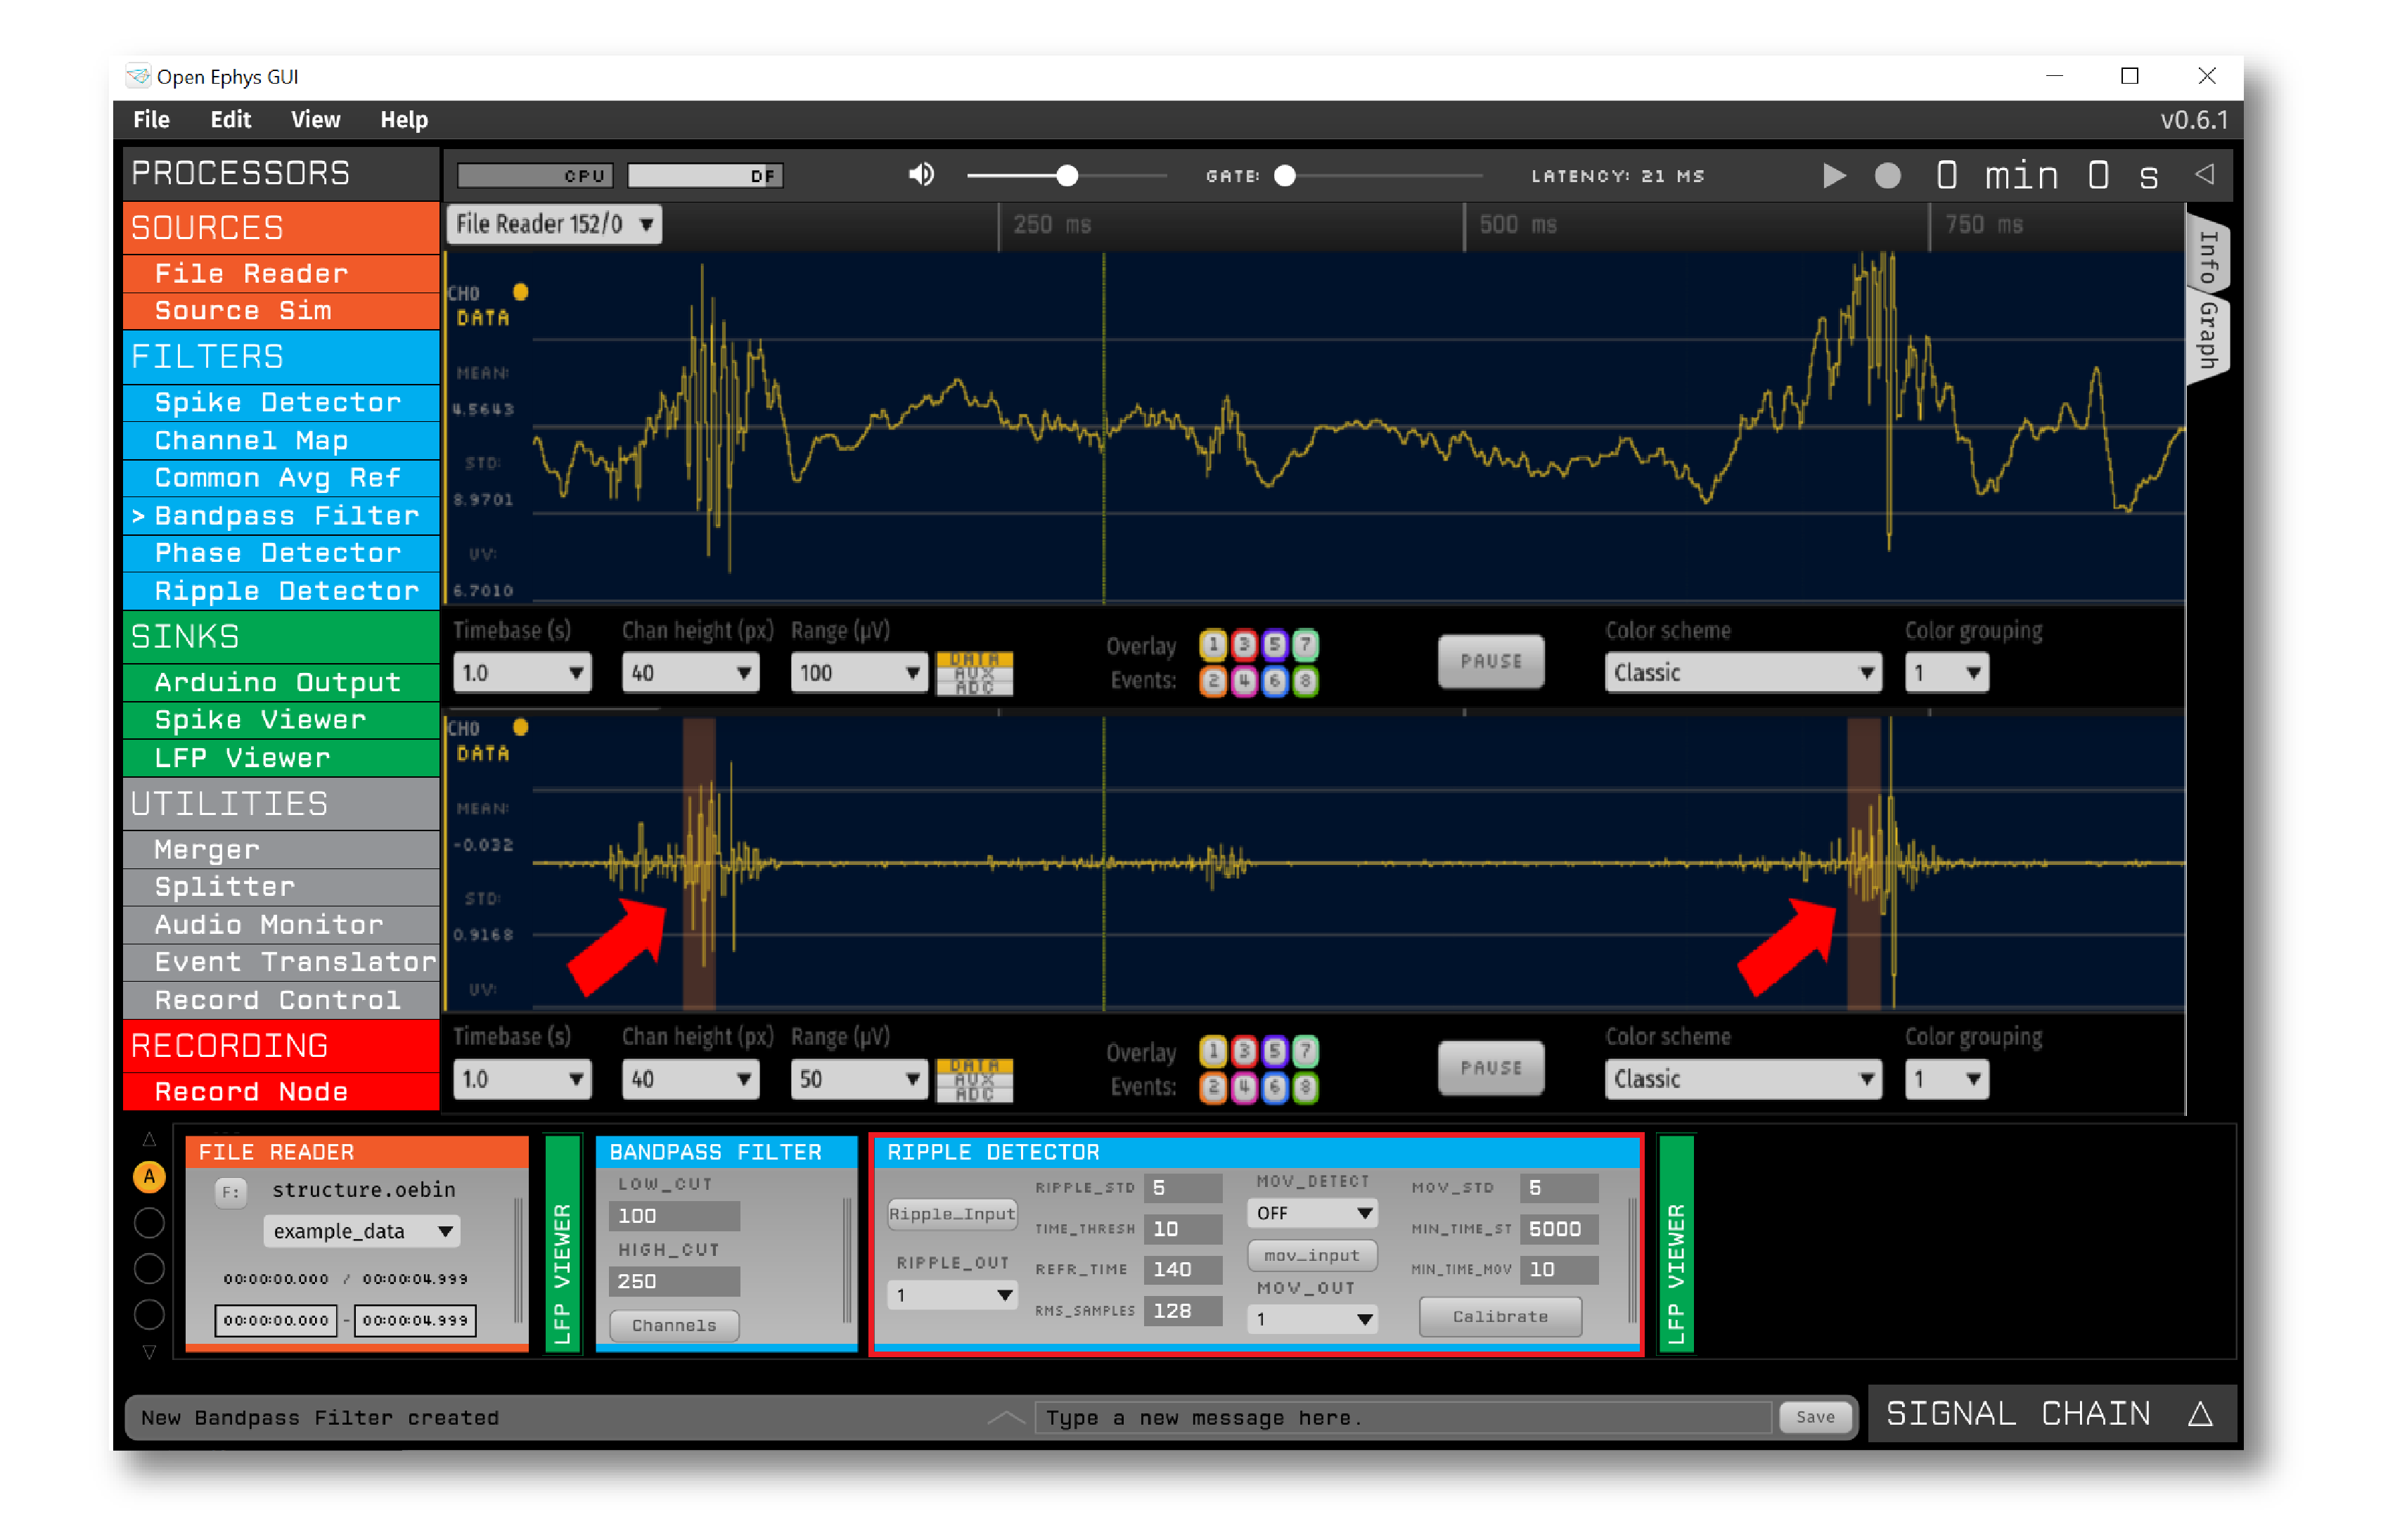 Open Ephys GUI
File Edit View Help v0.6.1
PROCESSORS
CPU DF GATE: LATENCY: 21 MS 0 min 0 s
SOURCES
File Reader
Source Sim
FILTERS
Spike Detector
Channel Map
Common Avg Ref
> Bandpass Filter
Phase Detector
Ripple Detector
SINKS
Arduino Output
Spike Viewer
LFP Viewer
UTILITIES
Merger
Splitter
Audio Monitor
Event Translator
Record Control
RECORDING
Record Node
File Reader 152/0 250 ms 500 ms 750 ms
Info
Graph
CH0
DATA
MEAN:
4.5643
STD:
8.9701
UV:
6.7010
Timebase (s) Chan height (px) Range (µV) Color scheme Color grouping
1.0 40 100 DATA AUX ADC Overlay Events: 1 3 5 7 2 4 6 8 PAUSE Classic 1
CH0
DATA
MEAN:
-0.032
STD:
0.9168
UV:
Timebase (s) Chan height (px) Range (µV) Color scheme Color grouping
1.0 40 50 DATA AUX ADC Overlay Events: 1 3 5 7 2 4 6 8 PAUSE Classic 1
A
FILE READER
F: structure.oebin
example_data
00:00:00.000 / 00:00:04.999
00:00:00.000 - 00:00:04.999
LFP VIEWER
BANDPASS FILTER
LOW_CUT
100
HIGH_CUT
250
Channels
RIPPLE DETECTOR
Ripple_Input
RIPPLE_OUT
1
RIPPLE_STD 5
TIME_THRESH 10
REFR_TIME 140
RMS_SAMPLES 128
MOV_DETECT
OFF
mov_input
MOV_OUT
1
MOV_STD 5
MIN_TIME_ST 5000
MIN_TIME_MOV 10
Calibrate
LFP VIEWER
New Bandpass Filter created Type a new message here. Save SIGNAL CHAIN